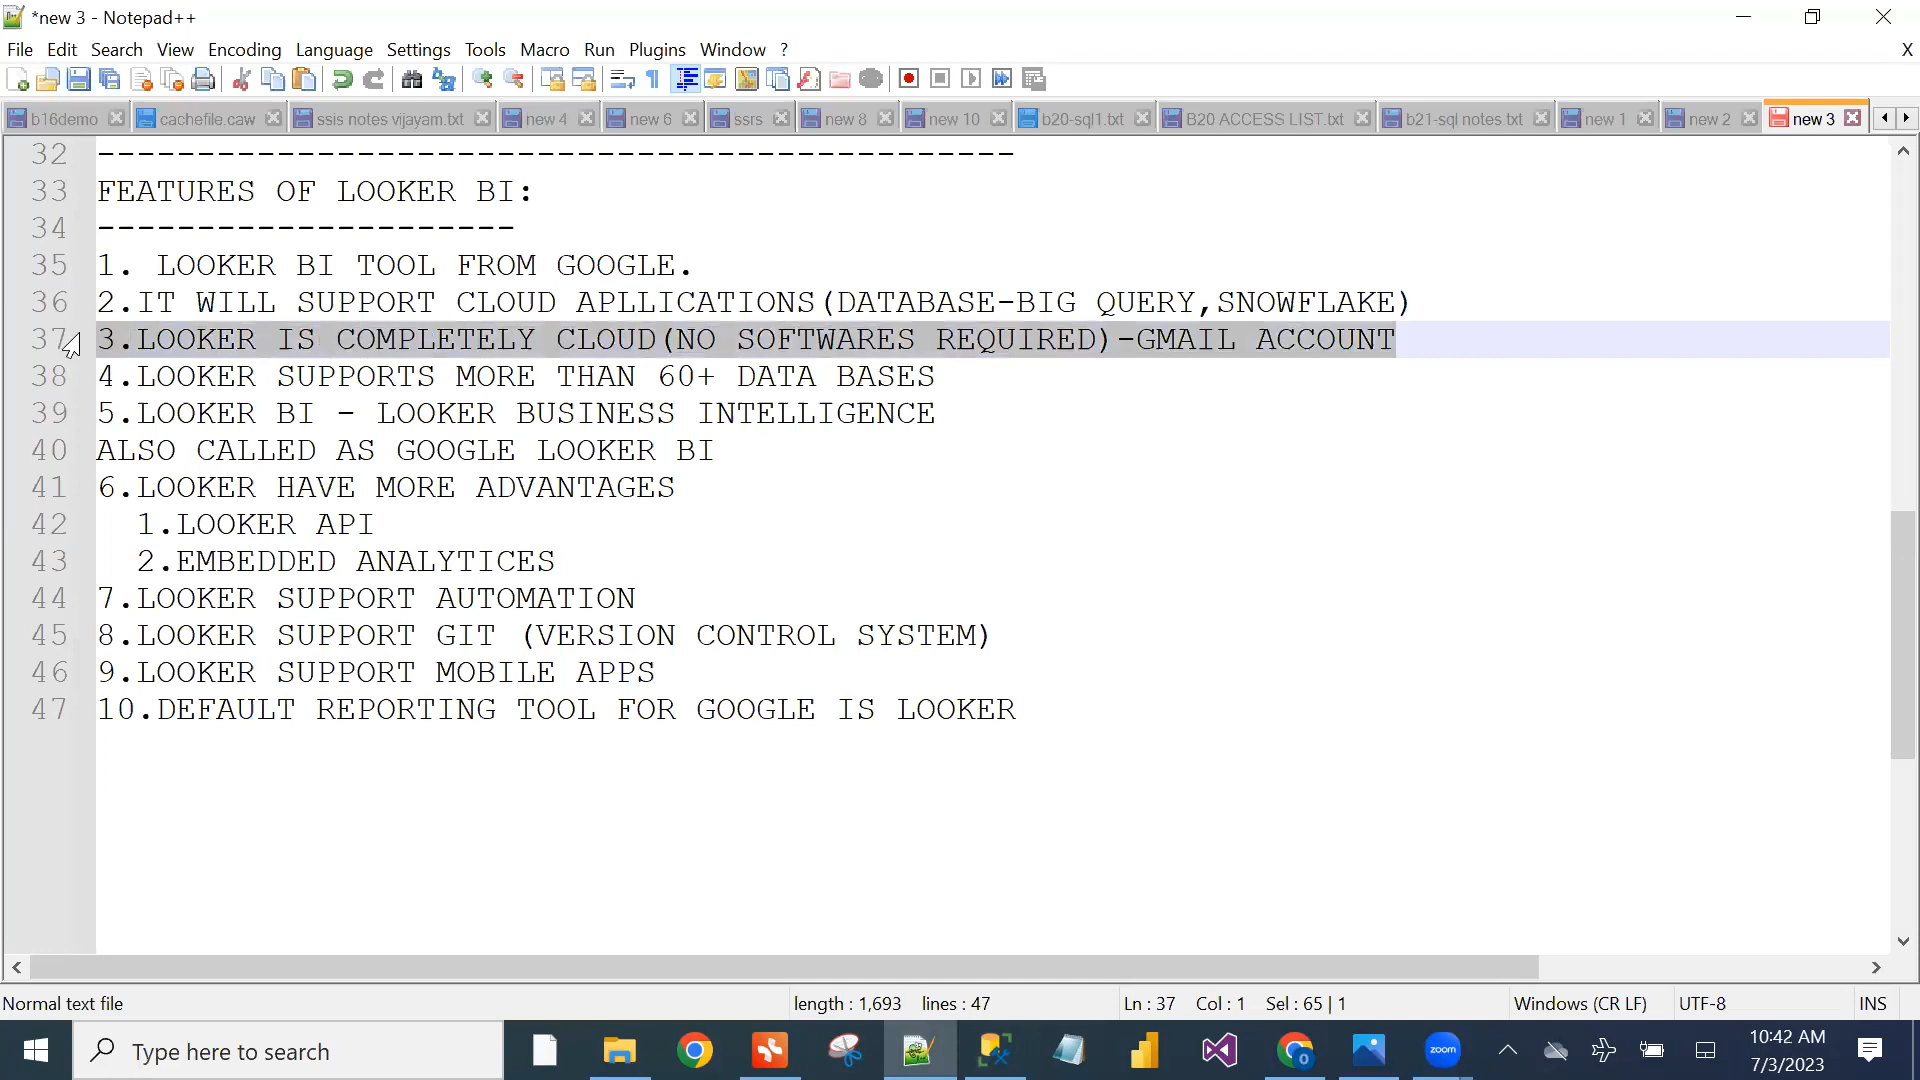 *new 3 - Notepad++
File Edit Search View Encoding Language Settings Tools Macro Run Plugins Window ? X
b16demo cachefile.caw ssis notes vijayam.txt new 4 new 6 ssrs new 8 new 10 b20-sql1.txt B20 ACCESS LIST.txt b21-sql notes.txt new 1 new 2 new 3
32 ----------------------------------------------
33 FEATURES OF LOOKER BI:
34 ---------------------
35 1. LOOKER BI TOOL FROM GOOGLE.
36 2.IT WILL SUPPORT CLOUD APLLICATIONS(DATABASE-BIG QUERY,SNOWFLAKE)
37 3.LOOKER IS COMPLETELY CLOUD(NO SOFTWARES REQUIRED)-GMAIL ACCOUNT
38 4.LOOKER SUPPORTS MORE THAN 60+ DATA BASES
39 5.LOOKER BI - LOOKER BUSINESS INTELLIGENCE
40 ALSO CALLED AS GOOGLE LOOKER BI
41 6.LOOKER HAVE MORE ADVANTAGES
42 1.LOOKER API
43 2.EMBEDDED ANALYTICES
44 7.LOOKER SUPPORT AUTOMATION
45 8.LOOKER SUPPORT GIT (VERSION CONTROL SYSTEM)
46 9.LOOKER SUPPORT MOBILE APPS
47 10.DEFAULT REPORTING TOOL FOR GOOGLE IS LOOKER
Normal text file length : 1,693 lines : 47 Ln : 37 Col : 1 Sel : 65 | 1 Windows (CR LF) UTF-8 INS
Type here to search zoom 10:42 AM
7/3/2023